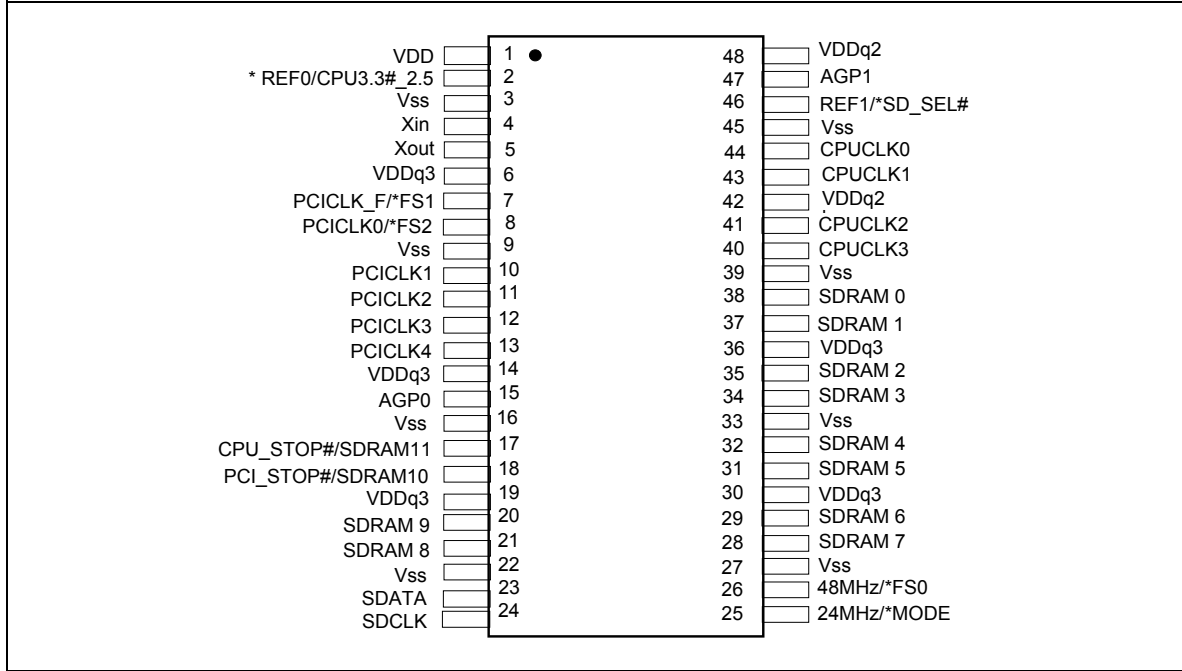 VDD 1 48 VDDq2
* REF0/CPU3.3#_2.5 2 47 AGP1
Vss 3 46 REF1/*SD_SEL#
Xin 4 45 Vss
Xout 5 44 CPUCLK0
VDDq3 6 43 CPUCLK1
PCICLK_F/*FS1 7 42 VDDq2
PCICLK0/*FS2 8 41 CPUCLK2
Vss 9 40 CPUCLK3
PCICLK1 10 39 Vss
PCICLK2 11 38 SDRAM 0
PCICLK3 12 37 SDRAM 1
PCICLK4 13 36 VDDq3
VDDq3 14 35 SDRAM 2
AGP0 15 34 SDRAM 3
Vss 16 33 Vss
CPU_STOP#/SDRAM11 17 32 SDRAM 4
PCI_STOP#/SDRAM10 18 31 SDRAM 5
VDDq3 19 30 VDDq3
SDRAM 9 20 29 SDRAM 6
SDRAM 8 21 28 SDRAM 7
Vss 22 27 Vss
SDATA 23 26 48MHz/*FS0
SDCLK 24 25 24MHz/*MODE